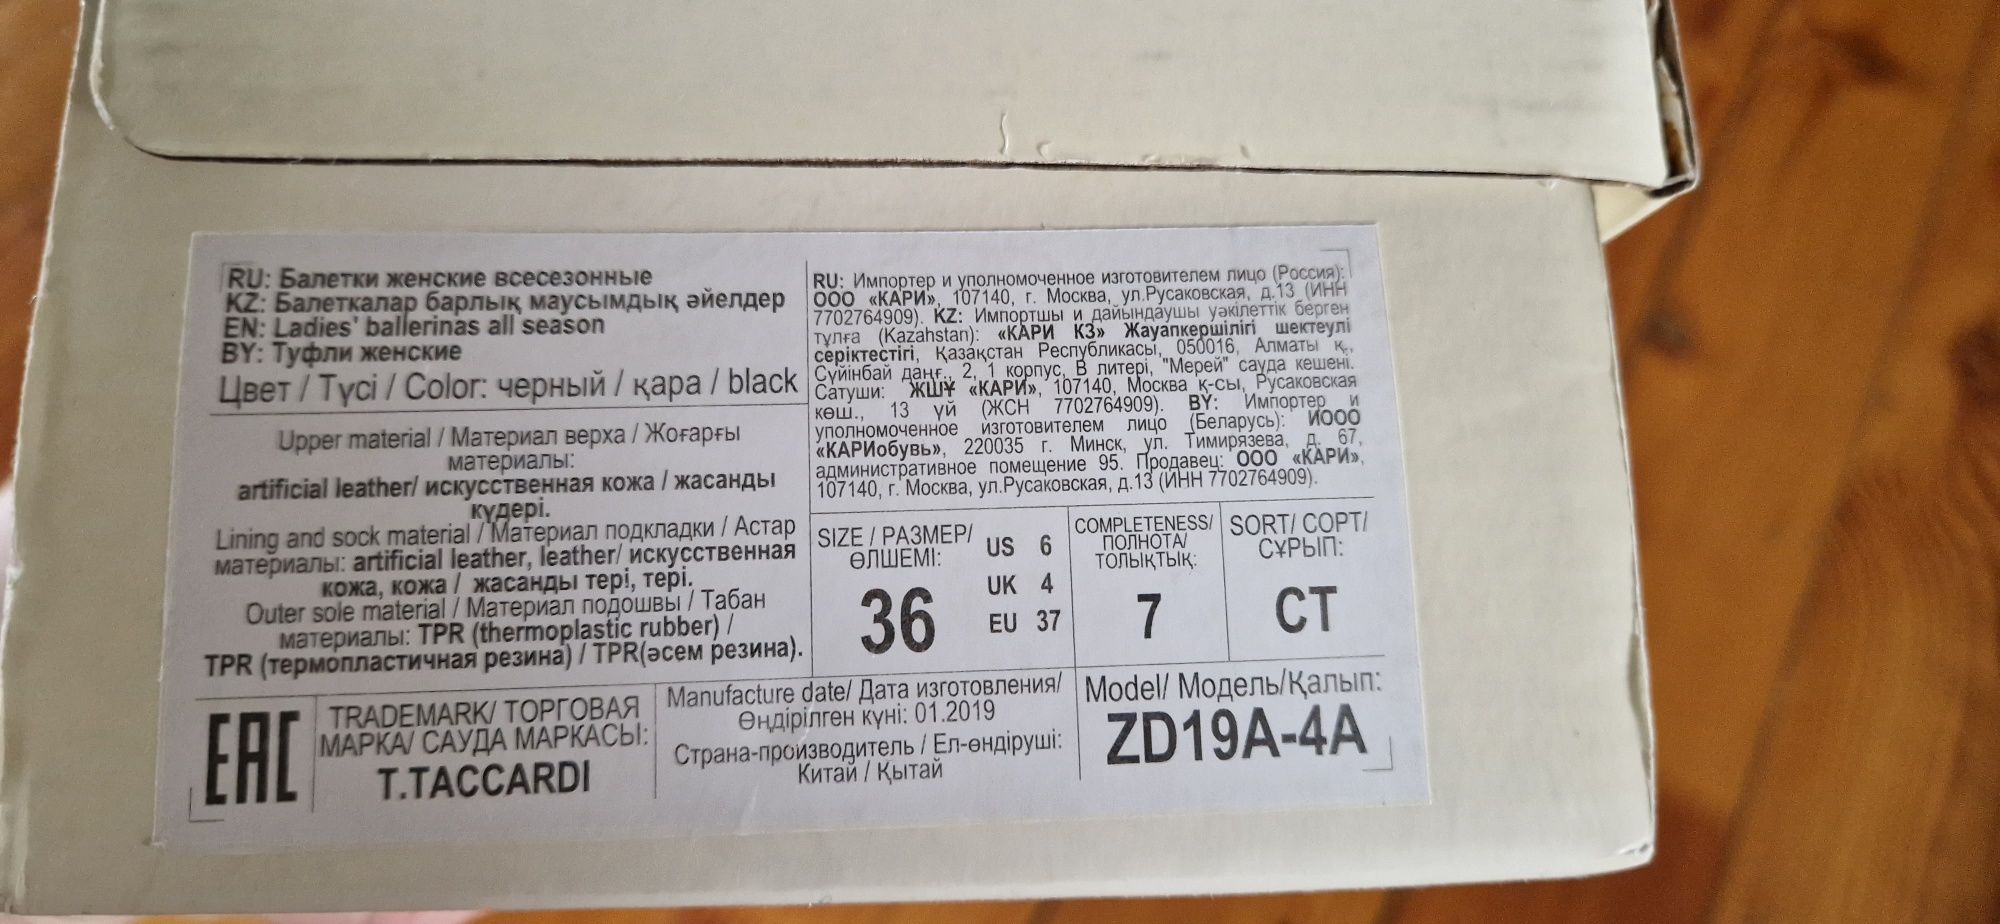 RU: Балетки женские всесезонные
KZ: Балеткалар барлық маусымдық әйелдер
EN: Ladies' ballerinas all season
BY: Туфли женские
Цвет / Түсі / Color: черный / қара / black
Upper material / Материал верха / Жоғарғы
материалы:
artificial leather/ искусственная кожа / жасанды
күдері.
Lining and sock material / Материал подкладки / Астар
материалы: artificial leather, leather/ искусственная
кожа, кожа / жасанды тері, тері.
Outer sole material / Материал подошвы / Табан
материалы: TPR (thermoplastic rubber) /
TPR (термопластичная резина) / TPR(әсем резина).
RU: Импортер и уполномоченное изготовителем лицо (Россия):
ООО «КАРИ», 107140, г. Москва, ул.Русаковская, д.13 (ИНН
7702764909). KZ: Импортшы и дайындаушы уәкілеттік берген
тұлға (Kazahstan): «КАРИ КЗ» Жауапкершілігі шектеулі
серіктестігі, Қазақстан Республикасы, 050016, Алматы қ.,
Сүйінбай даңғ., 2, 1 корпус, В литері, "Мерей" сауда кешені.
Сатушы: ЖШҰ «КАРИ», 107140, Москва қ-сы, Русаковская
көш., 13 үй (ЖСН 7702764909). BY: Импортер и
уполномоченное изготовителем лицо (Беларусь): ИООО
«КАРИобувь», 220035 г. Минск, ул. Тимирязева, д. 67,
административное помещение 95. Продавец: ООО «КАРИ»,
107140, г. Москва, ул.Русаковская, д.13 (ИНН 7702764909).
SIZE / РАЗМЕР/
ӨЛШЕМІ:
36
US 6
UK 4
EU 37
COMPLETENESS/
ПОЛНОТА/
ТОЛЫҚТЫҚ:
7
SORT/ СОРТ/
СҰРЫП:
СТ
EAC
TRADEMARK/ ТОРГОВАЯ
МАРКА/ САУДА МАРКАСЫ:
T.TACCARDI
Manufacture date/ Дата изготовления/
Өндірілген күні: 01.2019
Страна-производитель / Ел-өндіруші:
Китай / Қытай
Model/ Модель/Қалып:
ZD19A-4A